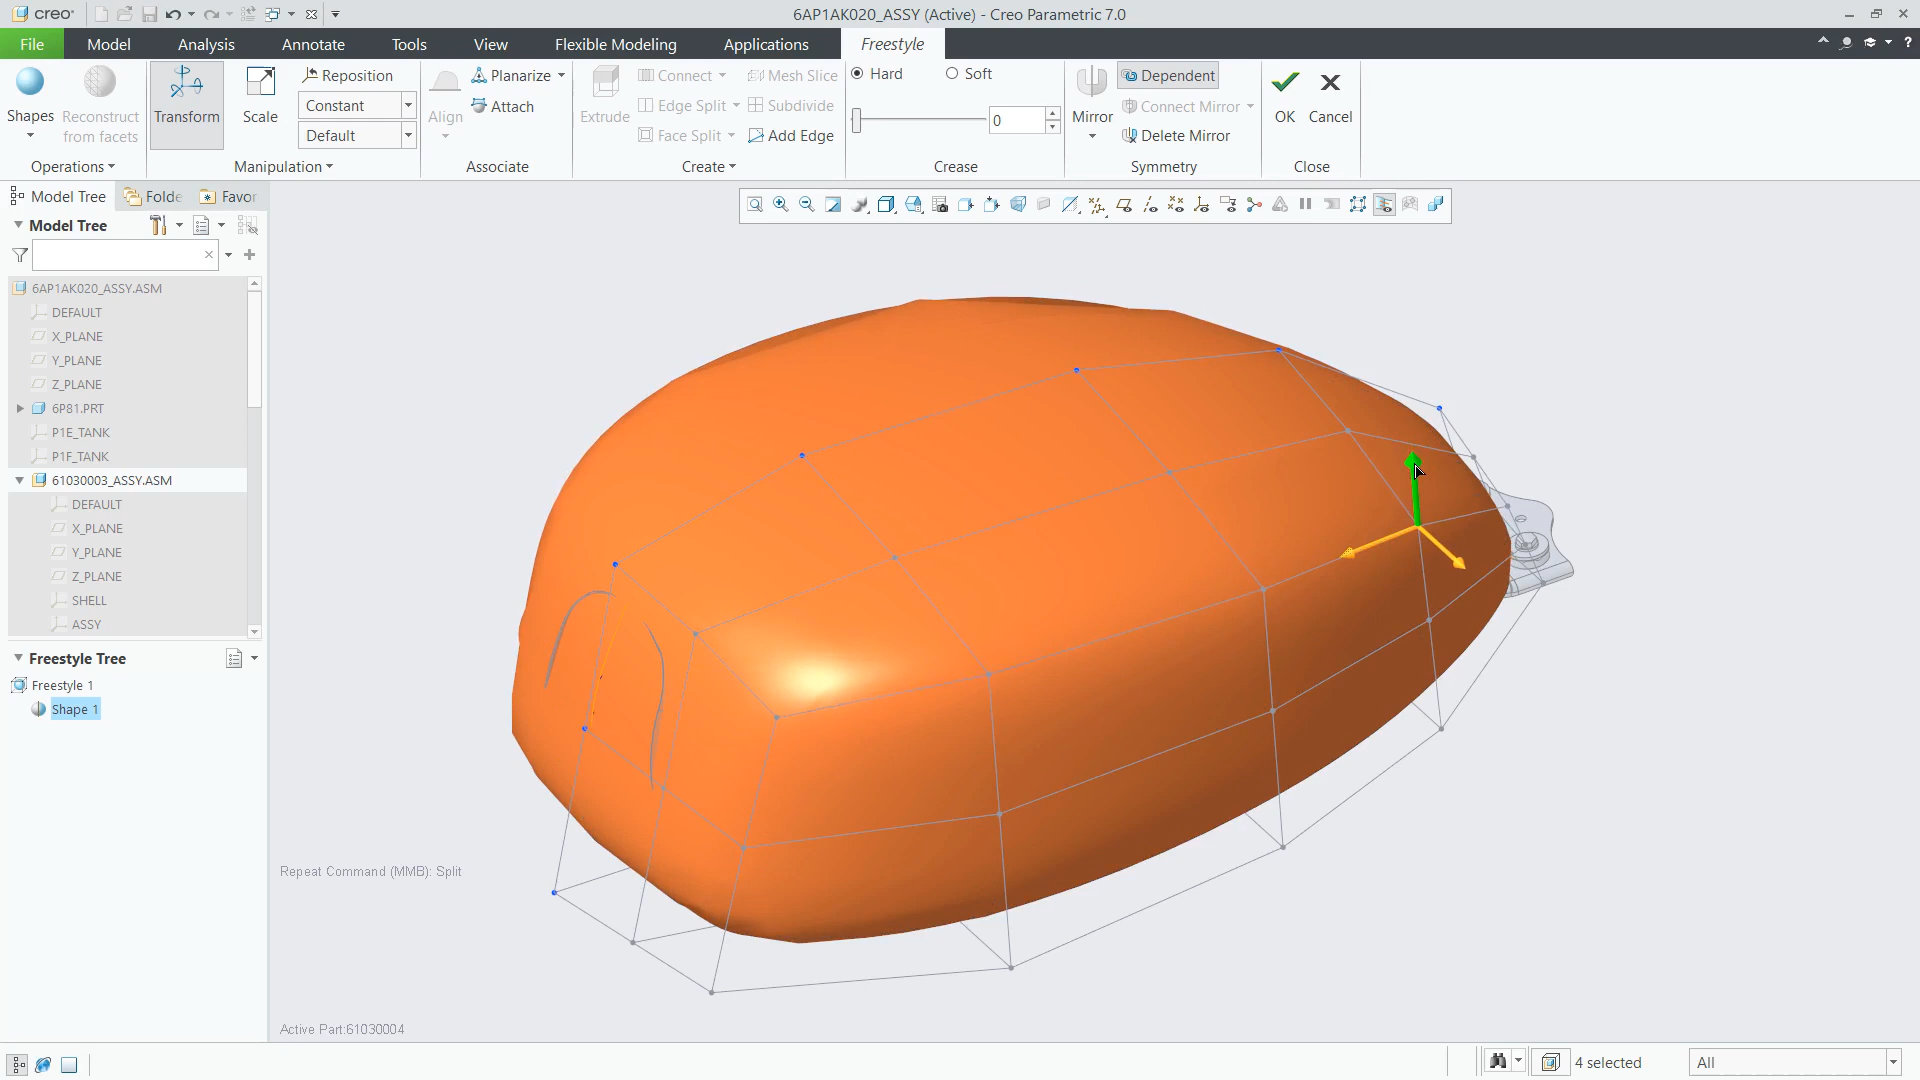 creo®
6AP1AK020_ASSY (Active) - Creo Parametric 7.0
File Model Analysis Annotate Tools View Flexible Modeling Applications Freestyle
Shapes
Reconstruct
from facets
Operations
Transform
Scale
Reposition
Constant
Default
Manipulation
Align
Planarize
Attach
Associate
Extrude
Connect
Edge Split
Face Split
Mesh Slice
Subdivide
Add Edge
Create
Hard
Soft
0
Crease
Mirror
Dependent
Connect Mirror
Delete Mirror
Symmetry
OK
Cancel
Close
Model Tree Folde Favor
Model Tree
6AP1AK020_ASSY.ASM
DEFAULT
X_PLANE
Y_PLANE
Z_PLANE
6P81.PRT
P1E_TANK
P1F_TANK
61030003_ASSY.ASM
DEFAULT
X_PLANE
Y_PLANE
Z_PLANE
SHELL
ASSY
Freestyle Tree
Freestyle 1
Shape 1
Repeat Command (MMB): Split
Active Part:61030004
4 selected
All